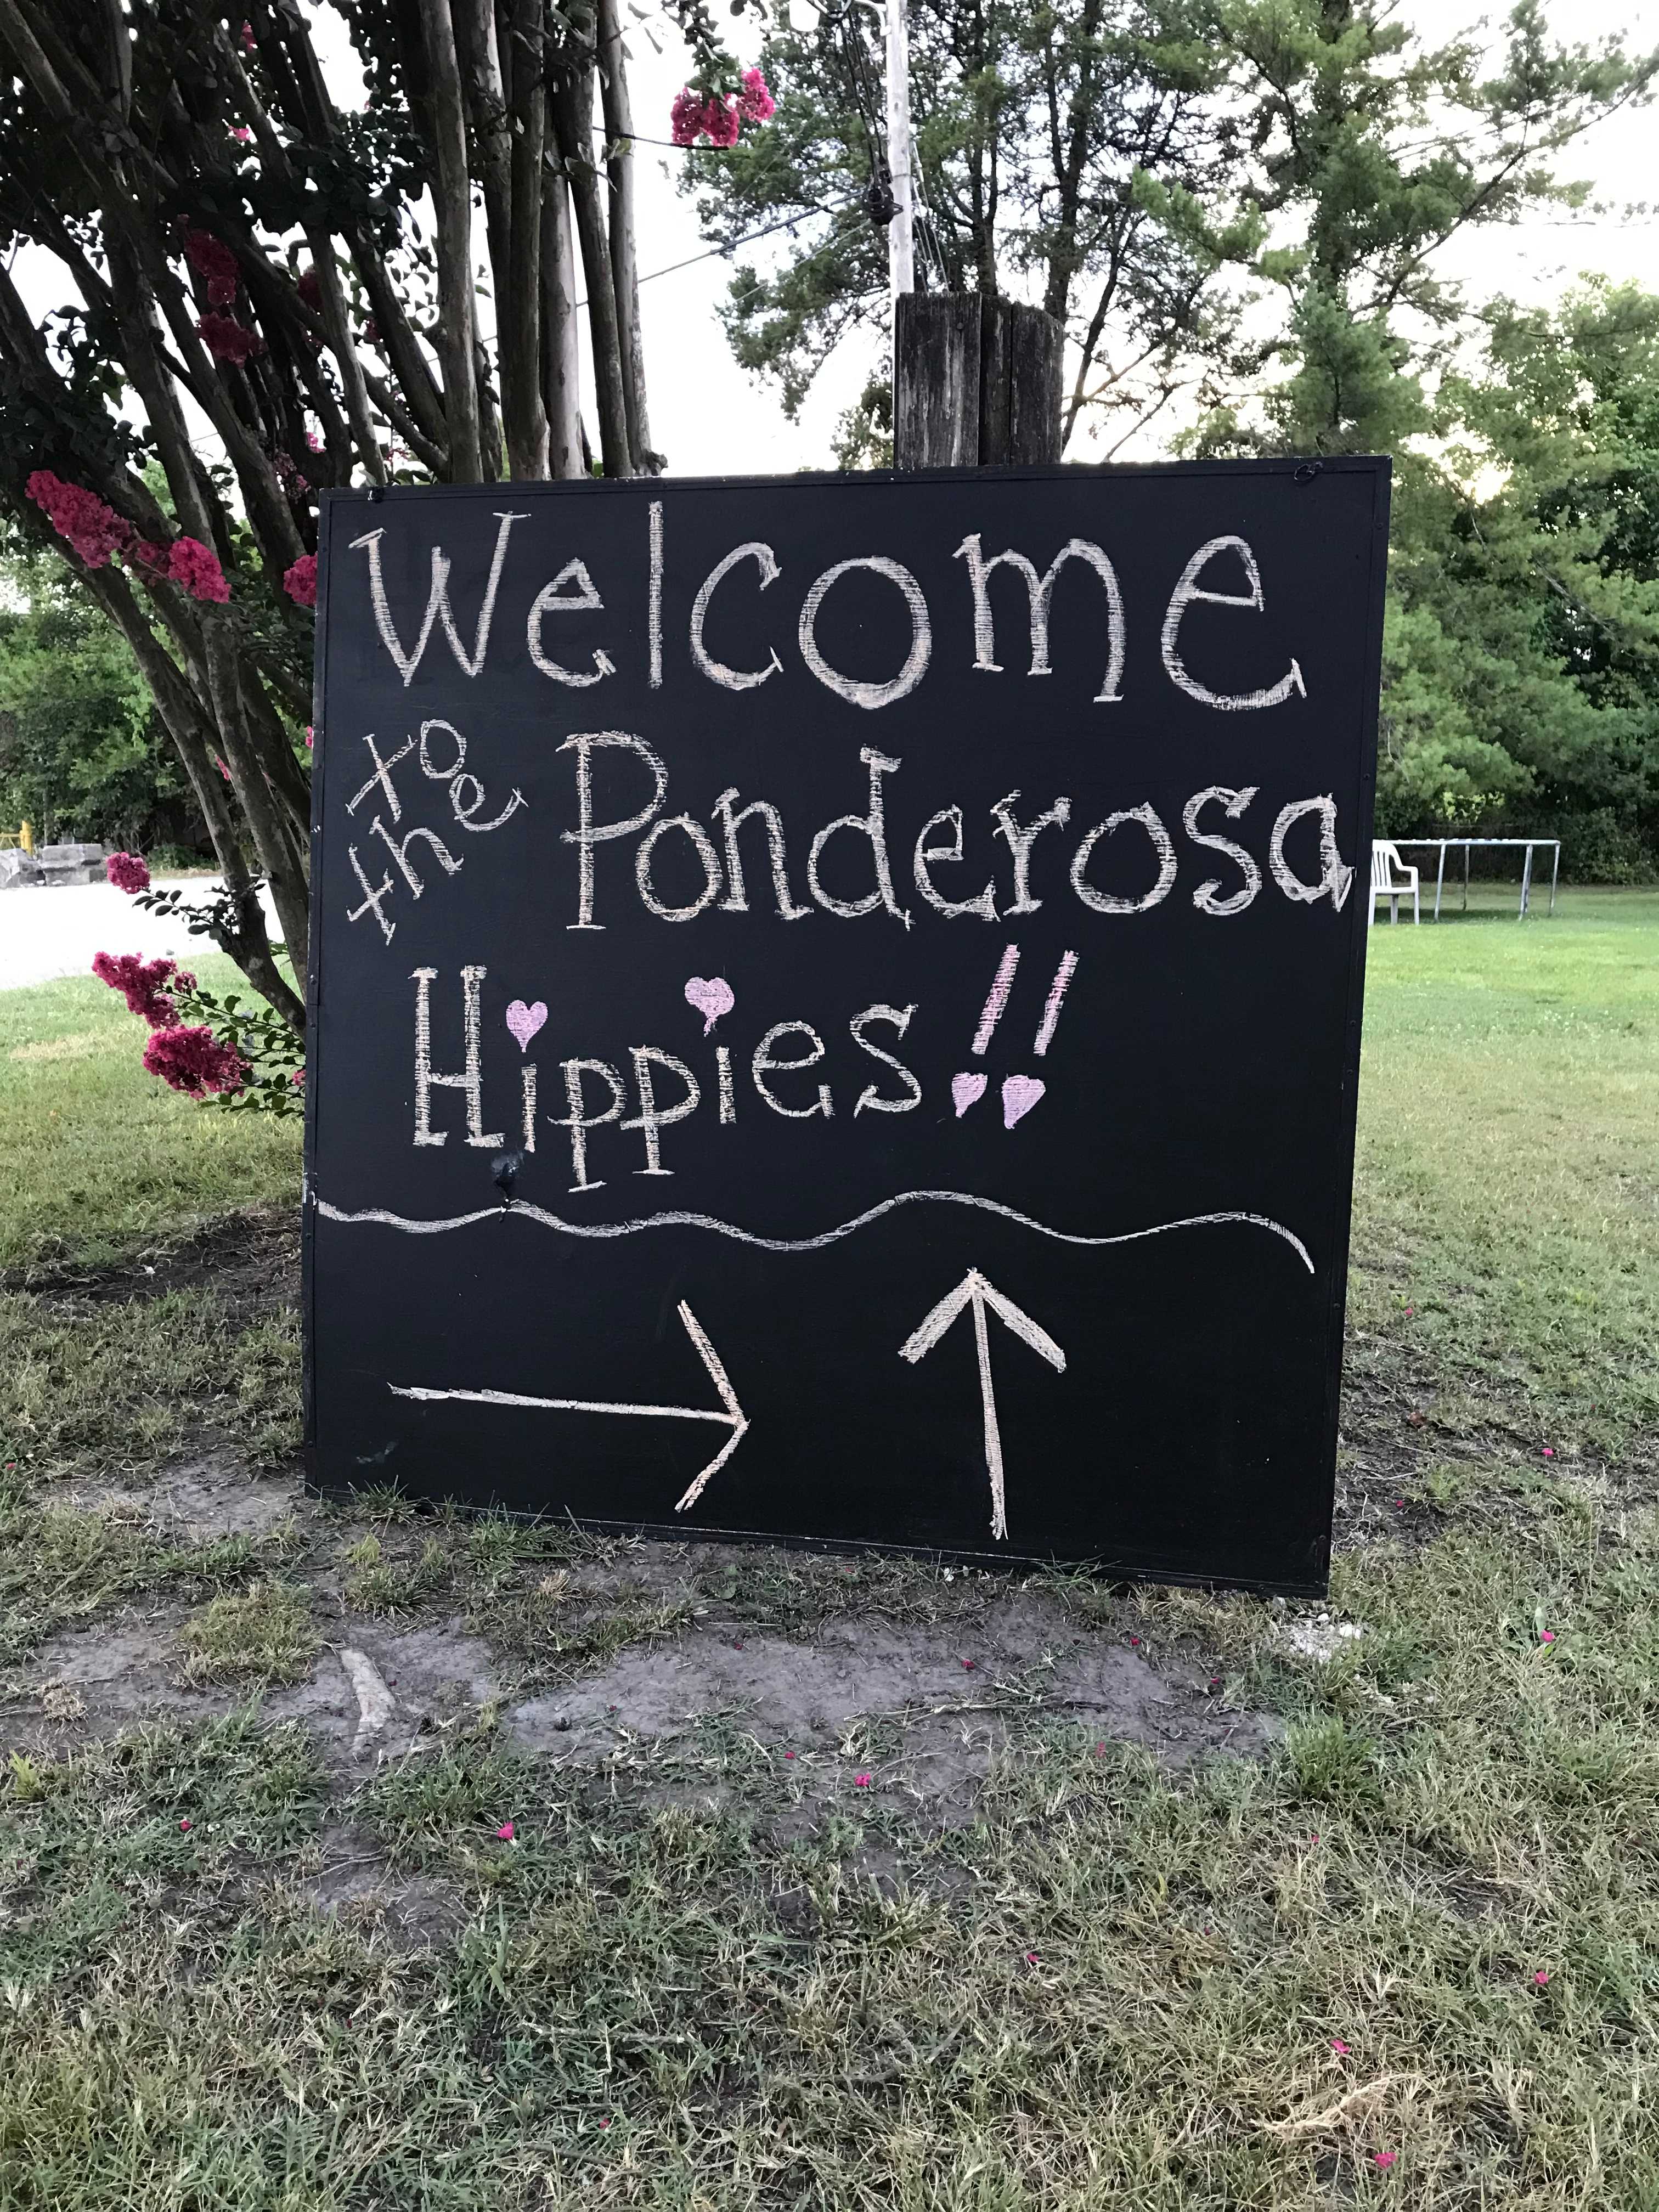 Welcome
to
the Ponderosa
Hippies!!